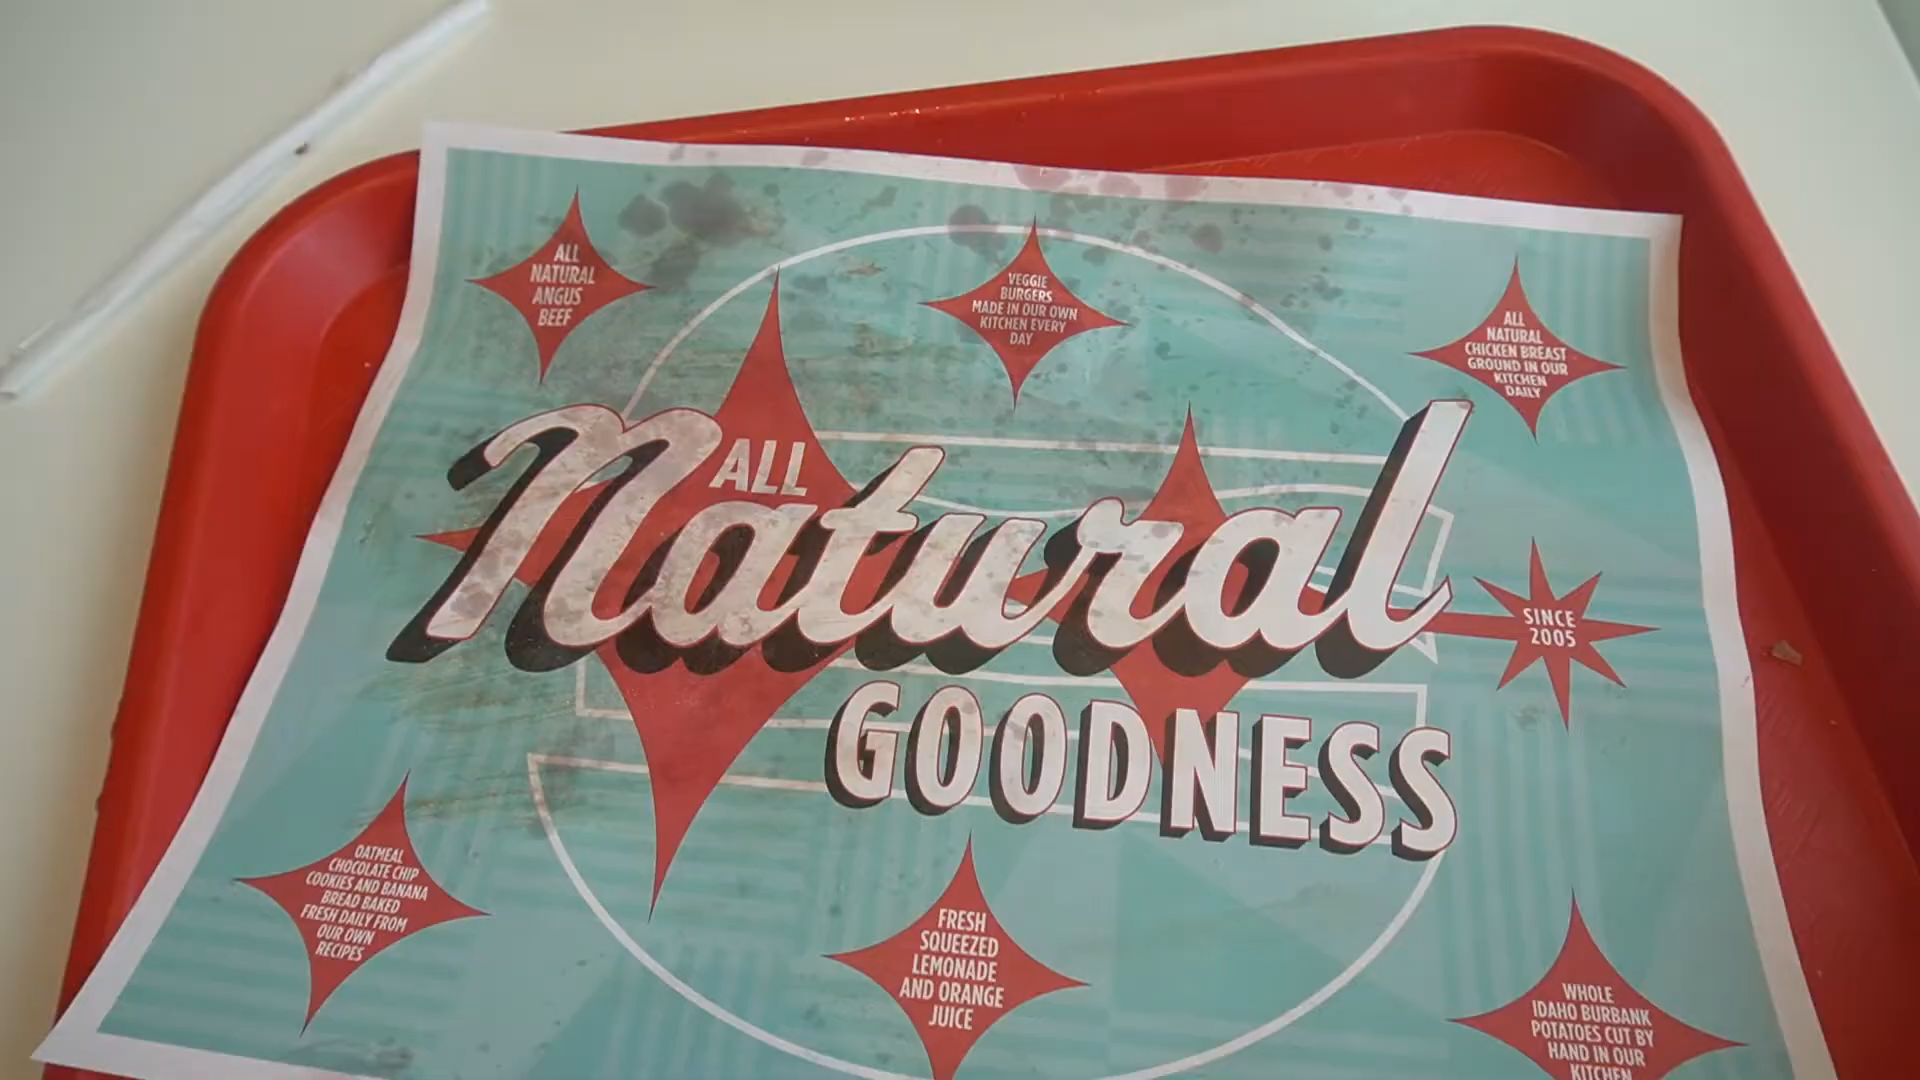 ALL
NATURAL
ANGUS
BEEF
VEGGIE
BURGERS
MADE IN OUR OWN
KITCHEN EVERY
DAY
ALL
NATURAL
CHICKEN BREAST
GROUND IN OUR
KITCHEN
DAILY
ALL
Natural
GOODNESS
SINCE
2005
OATMEAL
CHOCOLATE CHIP
COOKIES AND BANANA
BREAD BAKED
FRESH DAILY FROM
OUR OWN
RECIPES
FRESH
SQUEEZED
LEMONADE
AND ORANGE
JUICE
WHOLE
IDAHO BURBANK
POTATOES CUT BY
HAND IN OUR
KITCHEN